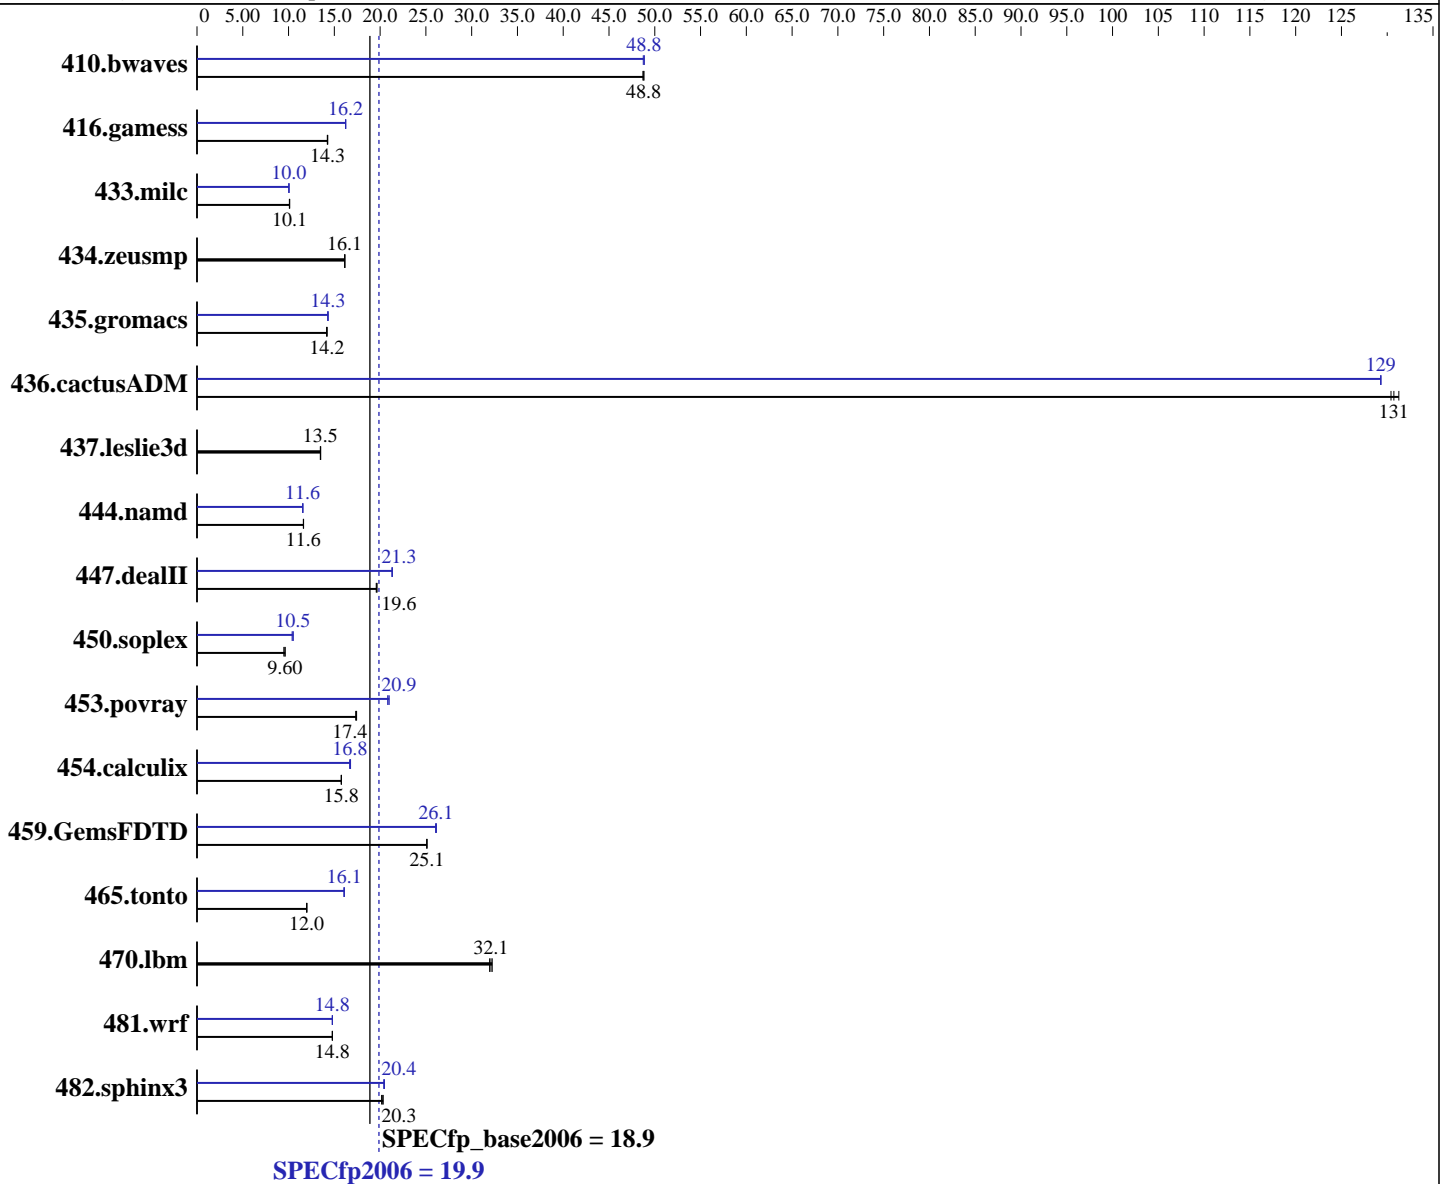 0 5.00 10.0 15.0 20.0 25.0 30.0 35.0 40.0 45.0 50.0 55.0 60.0 65.0 70.0 75.0 80.0 85.0 90.0 95.0 100 105 110 115 120 125 135
48.8
410.bwaves
48.8
16.2
416.gamess
14.3
10.0
433.milc
10.1
16.1
434.zeusmp
14.3
435.gromacs
14.2
129
436.cactusADM
131
13.5
437.leslie3d
11.6
444.namd
11.6
21.3
447.dealII
19.6
10.5
450.soplex
9.60
20.9
453.povray
17.4
16.8
454.calculix
15.8
26.1
459.GemsFDTD
25.1
16.1
465.tonto
12.0
32.1
470.lbm
14.8
481.wrf
14.8
20.4
482.sphinx3
20.3
SPECfp_base2006 = 18.9
SPECfp2006 = 19.9